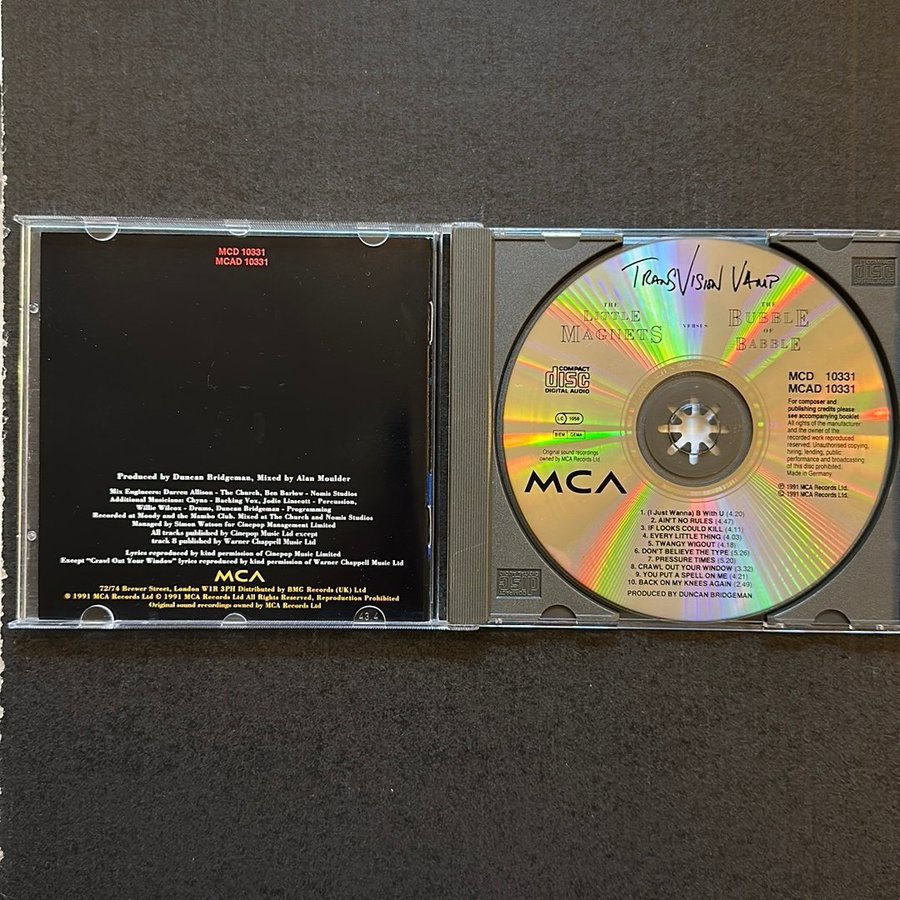 MCD 10331
MCAD 10331
Produced by Duncan Bridgeman, Mixed by Alan Moulder
Mix Engineers: Darren Allison - The Church, Ben Barlow - Nomis Studios
Additional Musicians: Chyna - Backing Vox, Jodie Linscott - Percussion,
Willie Wilcox - Drums, Duncan Bridgeman - Programming
Recorded at Moody and the Mambo Club. Mixed at The Church and Nomis Studios
Managed by Simon Watson for Cinepop Management Limited
All tracks published by Cinepop Music Ltd except
track 8 published by Warner Chappell Music Ltd
Lyrics reproduced by kind permission of Cinepop Music Limited
Except "Crawl Out Your Window" lyrics reproduced by kind permission of Warner Chappell Music Ltd
MCA
72/74 Brewer Street, London W1R 3PH Distributed by BMG Records (UK) Ltd
℗ 1991 MCA Records Ltd © 1991 MCA Records Ltd All Rights Reserved, Reproduction Prohibited
Original sound recordings owned by MCA Records Ltd
43.4
TRANSVISION VAMP
THE LITTLE MAGNETS
VERSUS
THE BUBBLE OF BABBLE
COMPACT
disc
DIGITAL AUDIO
MCD 10331
MCAD 10331
LC 1056
BIEM GEMA
For composer and
publishing credits please
see accompanying booklet
All rights of the manufacturer
and the owner of the
recorded work reproduced
reserved. Unauthorised copying,
hiring, lending, public
performance and broadcasting
of this disc prohibited.
Made in Germany
Original sound recordings
owned by MCA Records Ltd.
MCA
℗ 1991 MCA Records Ltd.
© 1991 MCA Records Ltd.
1. (I Just Wanna) B With U (4.20)
2. AIN'T NO RULES (4.47)
3. IF LOOKS COULD KILL (4.11)
4. EVERY LITTLE THING (4.03)
5. TWANGY WIGOUT (4.18)
6. DON'T BELIEVE THE TYPE (5.26)
7. PRESSURE TIMES (5.20)
8. CRAWL OUT YOUR WINDOW (3.32)
9. YOU PUT A SPELL ON ME (4.21)
10. BACK ON MY KNEES AGAIN (2.49)
PRODUCED BY DUNCAN BRIDGEMAN
disc